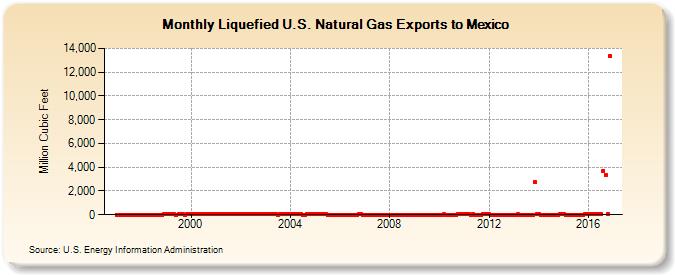 Monthly Liquefied U.S. Natural Gas Exports to Mexico
Million Cubic Feet
14,000
12,000
10,000
8,000
6,000
4,000
2,000
0
2000 2004 2008 2012 2016
Source: U.S. Energy Information Administration